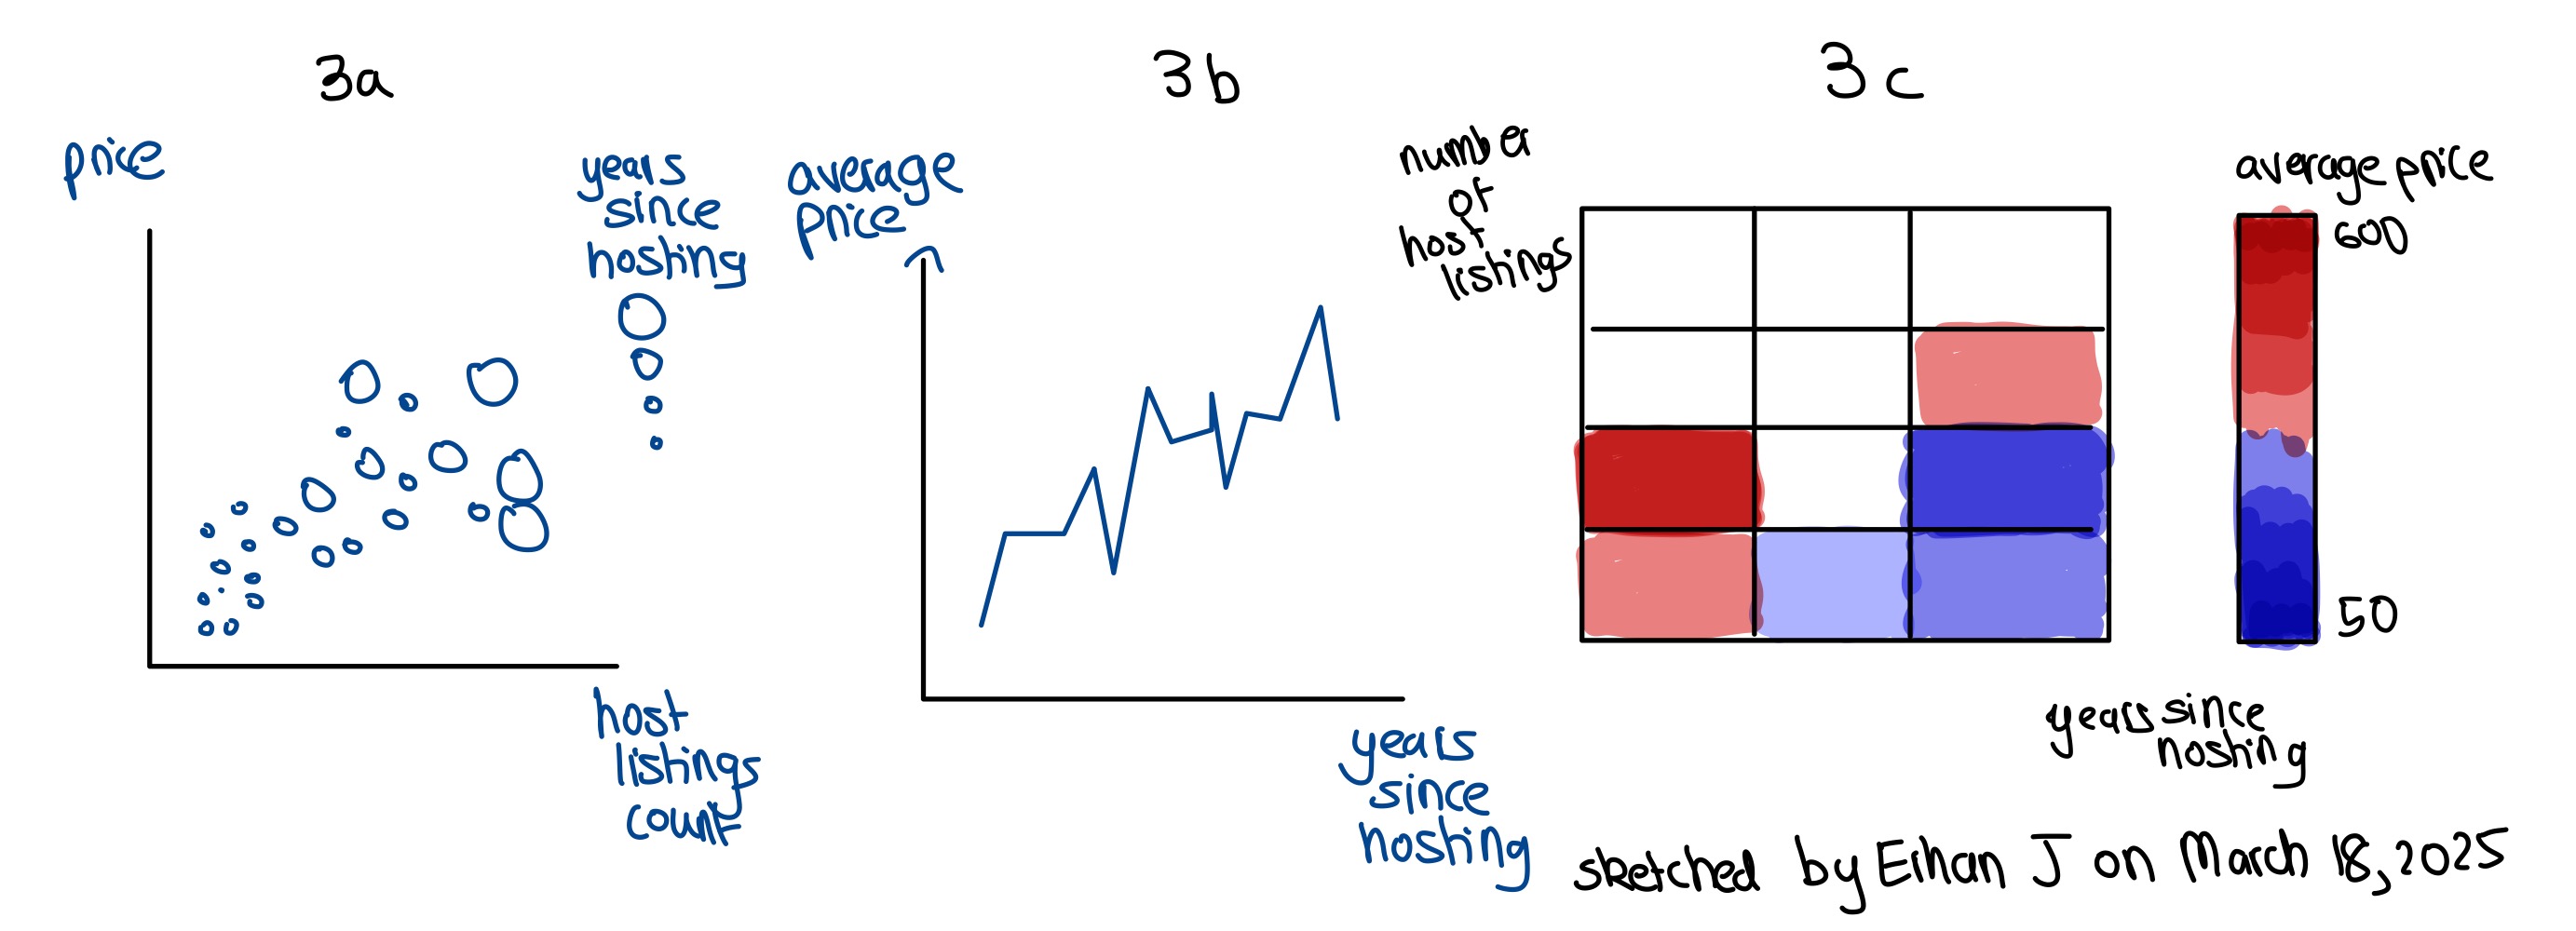 3a
price
years
since
hosting
host
listings
count
3b
average
price
years
since
hosting
3c
number
of
host
listings
average price
600
50
years since
hosting
sketched by Ethan J on March 18, 2025